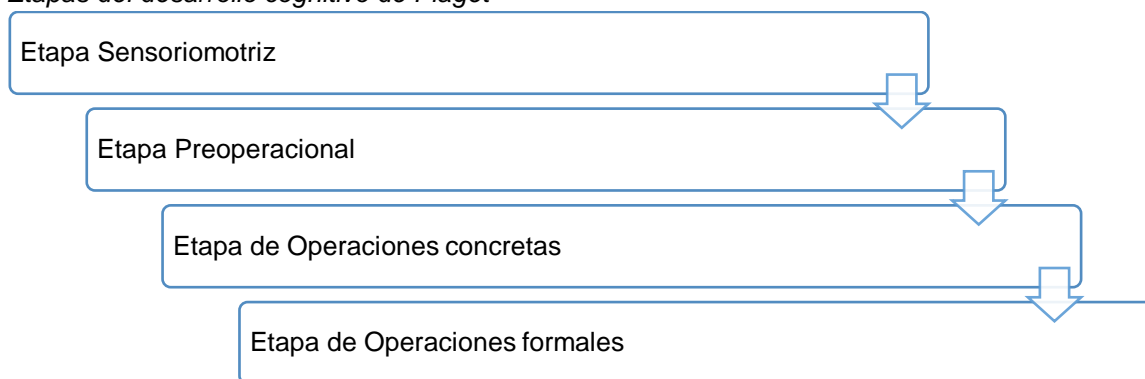 Etapas del desarrollo cognitivo de Piaget
Etapa Sensoriomotriz
Etapa Preoperacional
Etapa de Operaciones concretas
Etapa de Operaciones formales